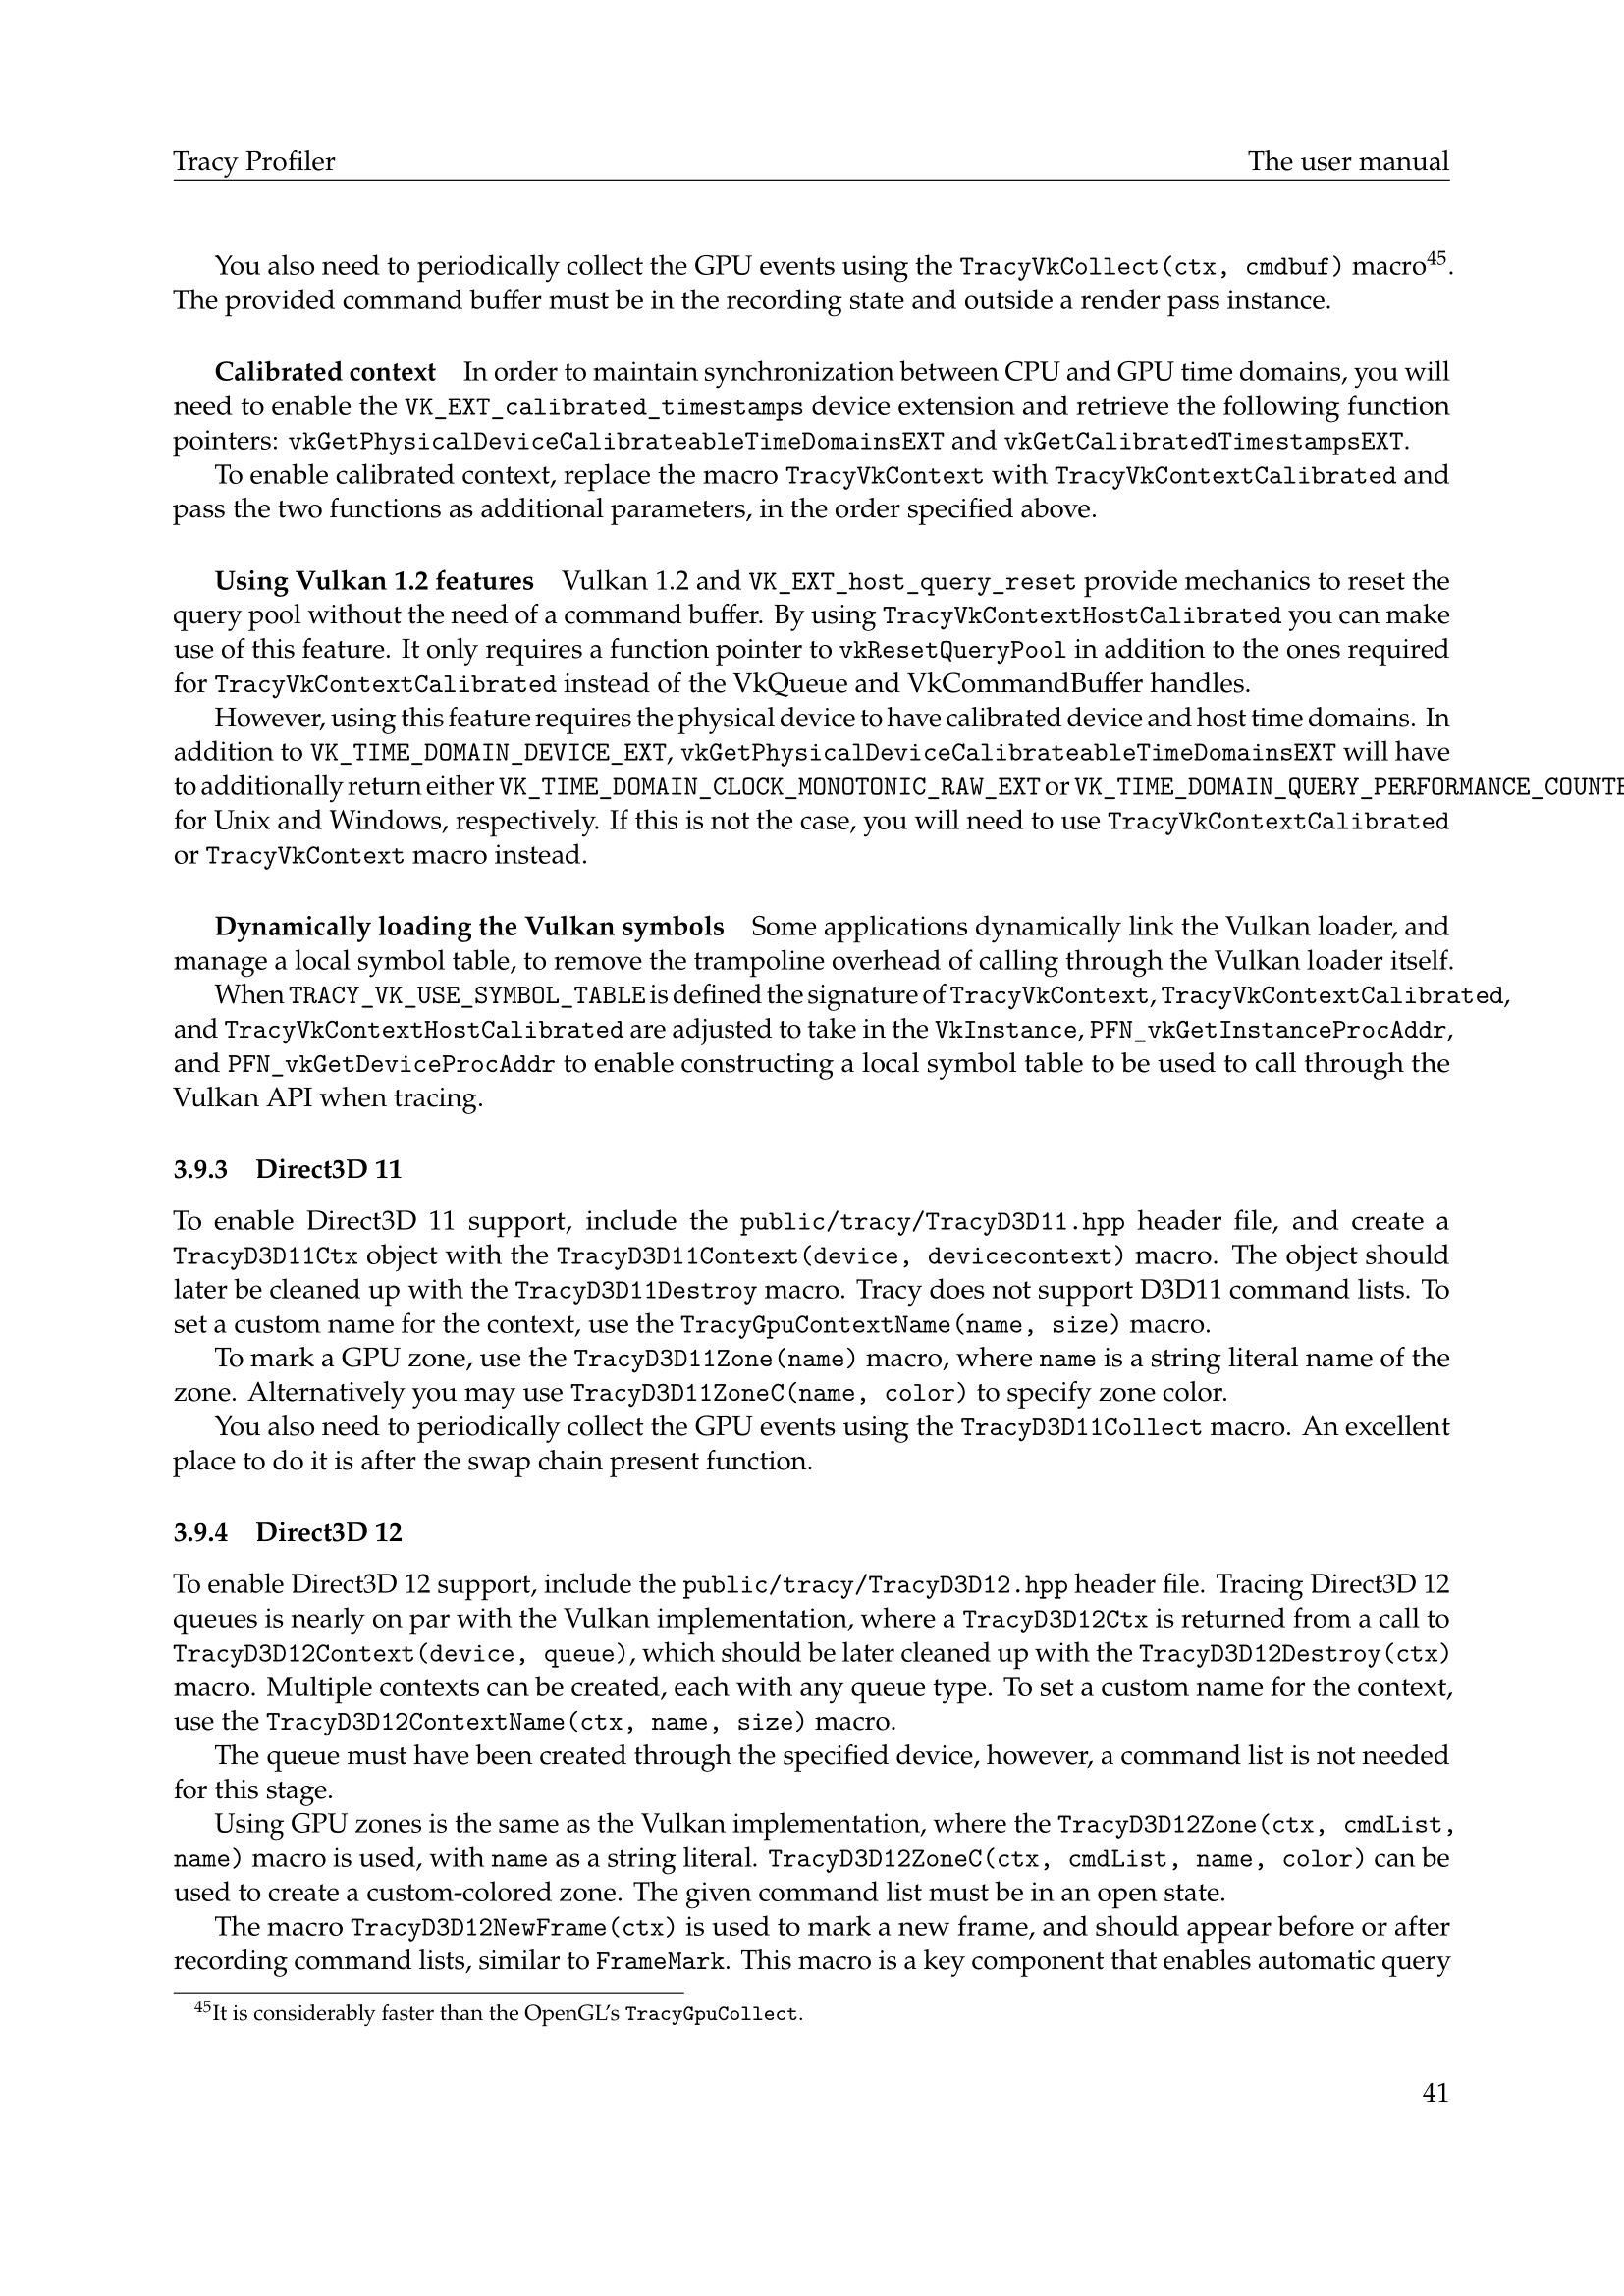 Tracy Profiler The user manual
You also need to periodically collect the GPU events using the TracyVkCollect(ctx, cmdbuf) macro45.
The provided command buffer must be in the recording state and outside a render pass instance.
Calibrated context In order to maintain synchronization between CPU and GPU time domains, you will
need to enable the VK_EXT_calibrated_timestamps device extension and retrieve the following function
pointers: vkGetPhysicalDeviceCalibrateableTimeDomainsEXT and vkGetCalibratedTimestampsEXT.
To enable calibrated context, replace the macro TracyVkContext with TracyVkContextCalibrated and
pass the two functions as additional parameters, in the order specified above.
Using Vulkan 1.2 features Vulkan 1.2 and VK_EXT_host_query_reset provide mechanics to reset the
query pool without the need of a command buffer. By using TracyVkContextHostCalibrated you can make
use of this feature. It only requires a function pointer to vkResetQueryPool in addition to the ones required
for TracyVkContextCalibrated instead of the VkQueue and VkCommandBuffer handles.
However, using this feature requires the physical device to have calibrated device and host time domains. In
addition to VK_TIME_DOMAIN_DEVICE_EXT, vkGetPhysicalDeviceCalibrateableTimeDomainsEXT will have
to additionally return either VK_TIME_DOMAIN_CLOCK_MONOTONIC_RAW_EXT or VK_TIME_DOMAIN_QUERY_PERFORMANCE_COUNTE
for Unix and Windows, respectively. If this is not the case, you will need to use TracyVkContextCalibrated
or TracyVkContext macro instead.
Dynamically loading the Vulkan symbols Some applications dynamically link the Vulkan loader, and
manage a local symbol table, to remove the trampoline overhead of calling through the Vulkan loader itself.
When TRACY_VK_USE_SYMBOL_TABLE is defined the signature of TracyVkContext, TracyVkContextCalibrated,
and TracyVkContextHostCalibrated are adjusted to take in the VkInstance, PFN_vkGetInstanceProcAddr,
and PFN_vkGetDeviceProcAddr to enable constructing a local symbol table to be used to call through the
Vulkan API when tracing.
3.9.3 Direct3D 11
To enable Direct3D 11 support, include the public/tracy/TracyD3D11.hpp header file, and create a
TracyD3D11Ctx object with the TracyD3D11Context(device, devicecontext) macro. The object should
later be cleaned up with the TracyD3D11Destroy macro. Tracy does not support D3D11 command lists. To
set a custom name for the context, use the TracyGpuContextName(name, size) macro.
To mark a GPU zone, use the TracyD3D11Zone(name) macro, where name is a string literal name of the
zone. Alternatively you may use TracyD3D11ZoneC(name, color) to specify zone color.
You also need to periodically collect the GPU events using the TracyD3D11Collect macro. An excellent
place to do it is after the swap chain present function.
3.9.4 Direct3D 12
To enable Direct3D 12 support, include the public/tracy/TracyD3D12.hpp header file. Tracing Direct3D 12
queues is nearly on par with the Vulkan implementation, where a TracyD3D12Ctx is returned from a call to
TracyD3D12Context(device, queue), which should be later cleaned up with the TracyD3D12Destroy(ctx)
macro. Multiple contexts can be created, each with any queue type. To set a custom name for the context,
use the TracyD3D12ContextName(ctx, name, size) macro.
The queue must have been created through the specified device, however, a command list is not needed
for this stage.
Using GPU zones is the same as the Vulkan implementation, where the TracyD3D12Zone(ctx, cmdList,
name) macro is used, with name as a string literal. TracyD3D12ZoneC(ctx, cmdList, name, color) can be
used to create a custom-colored zone. The given command list must be in an open state.
The macro TracyD3D12NewFrame(ctx) is used to mark a new frame, and should appear before or after
recording command lists, similar to FrameMark. This macro is a key component that enables automatic query
45It is considerably faster than the OpenGL's TracyGpuCollect.
41